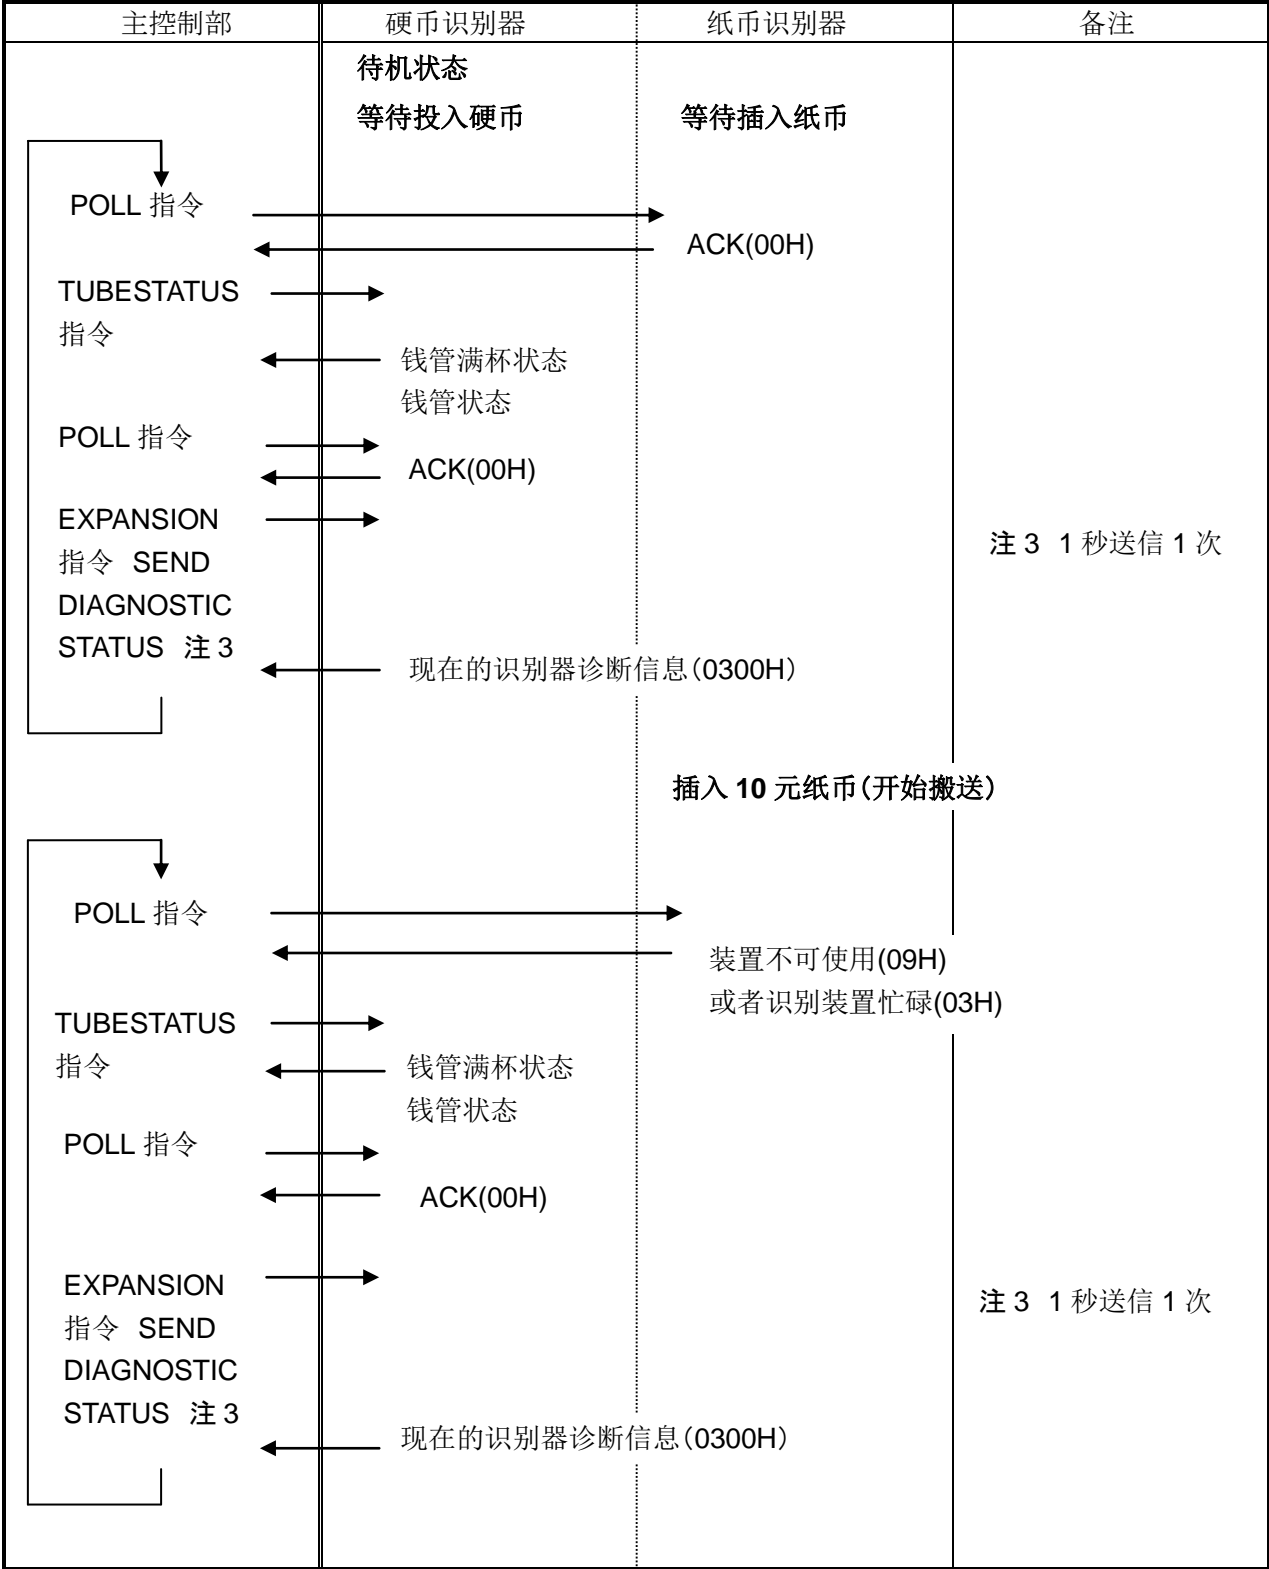 主控制部 硬币识别器 纸币识别器 备注
待机状态
等待投入硬币 等待插入纸币
POLL 指令
ACK(00H)
TUBESTATUS
指令
钱管满杯状态
钱管状态
POLL 指令
ACK(00H)
EXPANSION
指令 SEND
DIAGNOSTIC
STATUS 注 3
注 3 1 秒送信 1 次
现在的识别器诊断信息(0300H)
插入 10 元纸币(开始搬送)
POLL 指令
装置不可使用(09H)
或者识别装置忙碌(03H)
TUBESTATUS
指令
钱管满杯状态
钱管状态
POLL 指令
ACK(00H)
EXPANSION
指令 SEND
DIAGNOSTIC
STATUS 注 3
注 3 1 秒送信 1 次
现在的识别器诊断信息(0300H)